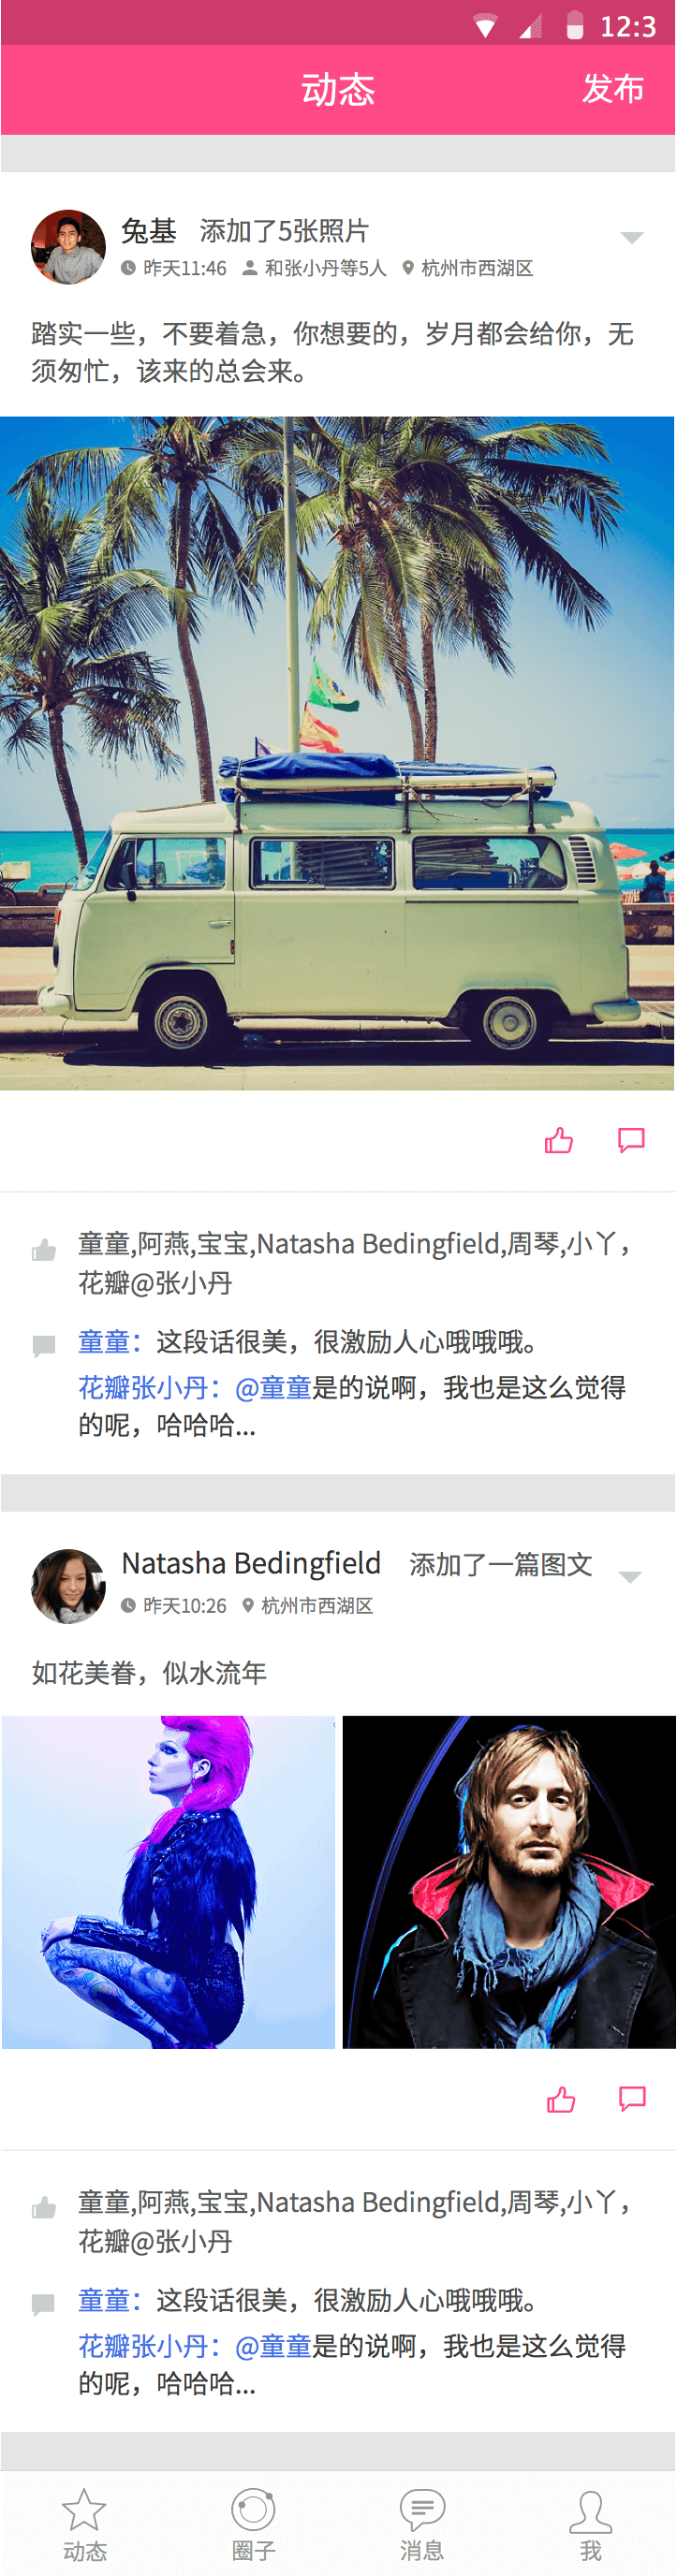 12:3
动态 发布
兔基 添加了5张照片
昨天11:46 和张小丹等5人 杭州市西湖区
踏实一些，不要着急，你想要的，岁月都会给你，无
须匆忙，该来的总会来。
童童,阿燕,宝宝,Natasha Bedingfield,周琴,小丫，
花瓣@张小丹
童童：这段话很美，很激励人心哦哦哦。
花瓣张小丹：@童童是的说啊，我也是这么觉得
的呢，哈哈哈...
Natasha Bedingfield 添加了一篇图文
昨天10:26 杭州市西湖区
如花美眷，似水流年
童童,阿燕,宝宝,Natasha Bedingfield,周琴,小丫，
花瓣@张小丹
童童：这段话很美，很激励人心哦哦哦。
花瓣张小丹：@童童是的说啊，我也是这么觉得
的呢，哈哈哈...
动态 圈子 消息 我